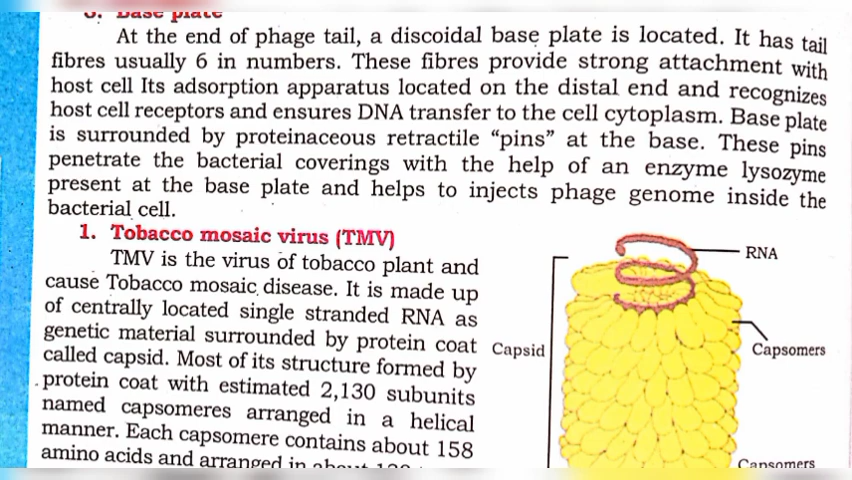 3. Base plate
At the end of phage tail, a discoidal base plate is located. It has tail
fibres usually 6 in numbers. These fibres provide strong attachment with
host cell Its adsorption apparatus located on the distal end and recognizes
host cell receptors and ensures DNA transfer to the cell cytoplasm. Base plate
is surrounded by proteinaceous retractile “pins” at the base. These pins
penetrate the bacterial coverings with the help of an enzyme lysozyme
present at the base plate and helps to injects phage genome inside the
bacterial cell.
1. Tobacco mosaic virus (TMV)
TMV is the virus of tobacco plant and
cause Tobacco mosaic disease. It is made up
of centrally located single stranded RNA as
genetic material surrounded by protein coat
called capsid. Most of its structure formed by
protein coat with estimated 2,130 subunits
named capsomeres arranged in a helical
manner. Each capsomere contains about 158
amino acids and arranged in about
RNA
Capsid
Capsomers
Capsomers